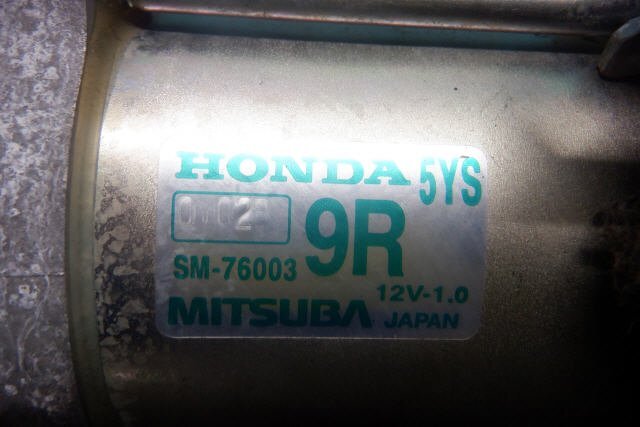 HONDA 5YS
9R
SM-76003
12V-1.0
MITSUBA JAPAN